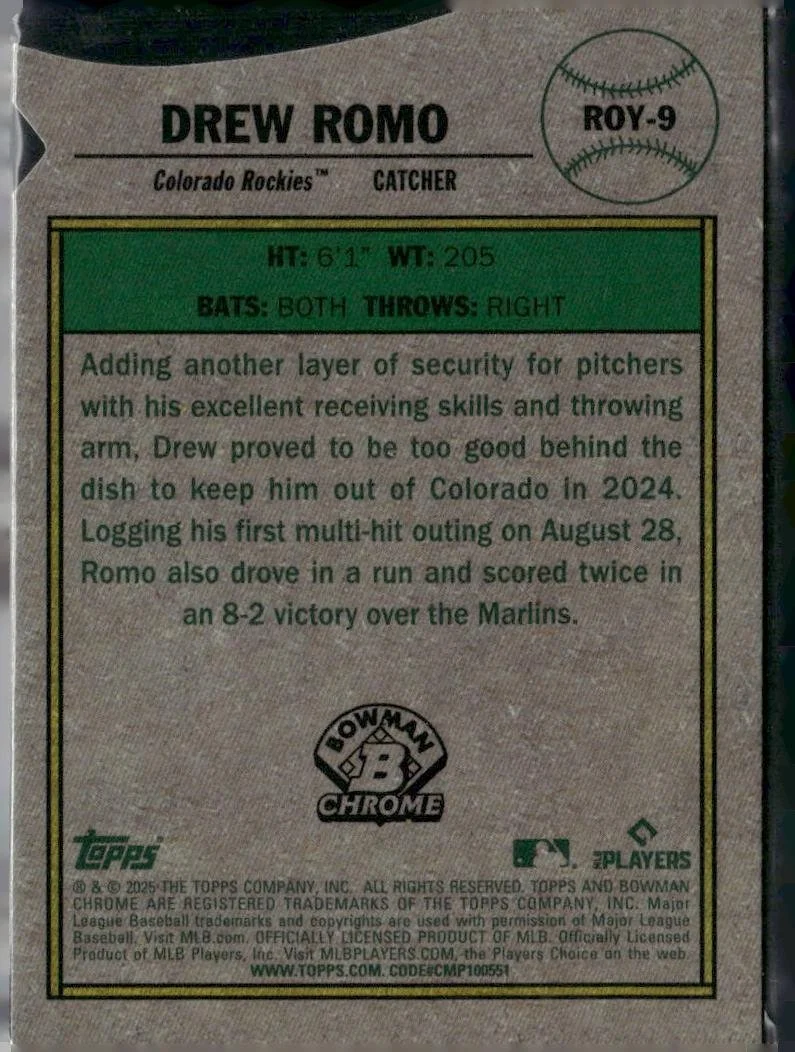 DREW ROMO
ROY-9
Colorado Rockies™ CATCHER
HT: 6'1" WT: 205
BATS: BOTH THROWS: RIGHT
Adding another layer of security for pitchers
with his excellent receiving skills and throwing
arm, Drew proved to be too good behind the
dish to keep him out of Colorado in 2024.
Logging his first multi-hit outing on August 28,
Romo also drove in a run and scored twice in
an 8-2 victory over the Marlins.
BOWMAN
B
CHROME
Topps
MLB PLAYERS
® & © 2025 THE TOPPS COMPANY, INC. ALL RIGHTS RESERVED. TOPPS AND BOWMAN
CHROME ARE REGISTERED TRADEMARKS OF THE TOPPS COMPANY, INC. Major
League Baseball trademarks and copyrights are used with permission of Major League
Baseball. Visit MLB.com. OFFICIALLY LICENSED PRODUCT OF MLB. Officially Licensed
Product of MLB Players, Inc. Visit MLBPLAYERS.COM, the Players Choice on the web.
WWW.TOPPS.COM. CODE#CMP100551